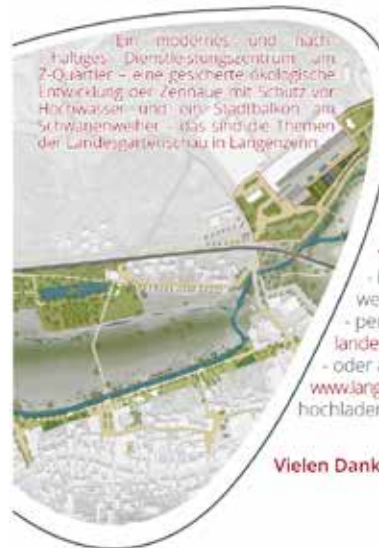 Ein modernes und nach-
haltiges Dienstleistungszentrum am
Z-Quartier – eine gesicherte ökologische
Entwicklung der Zennaue mit Schutz vor
Hochwasser und ein Stadtbalkon am
Schwanenweiher – das sind die Themen
der Landesgartenschau in Langenzenn.
we
- per
lande
- oder a
www.lang
hochladen
Vielen Dank